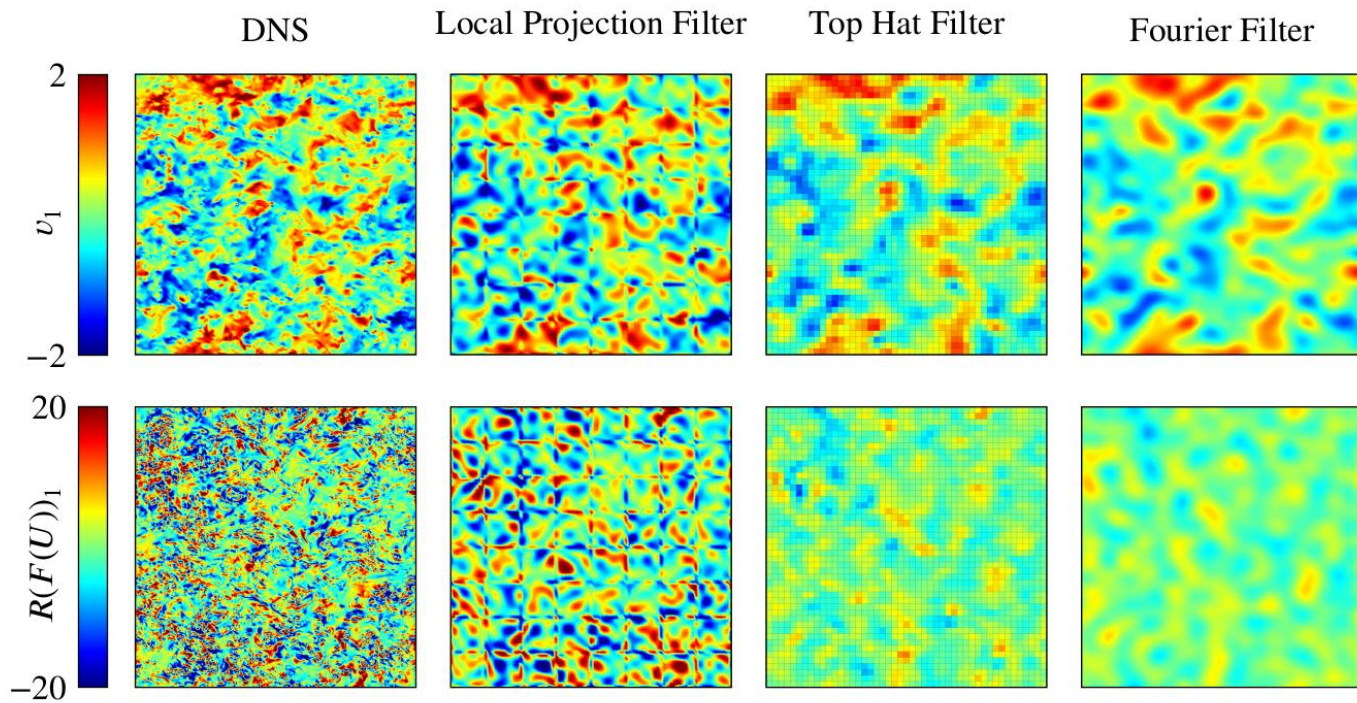 DNS
Local Projection Filter
Top Hat Filter
Fourier Filter
2
v₁
−2
20
R(F(U))₁
−20